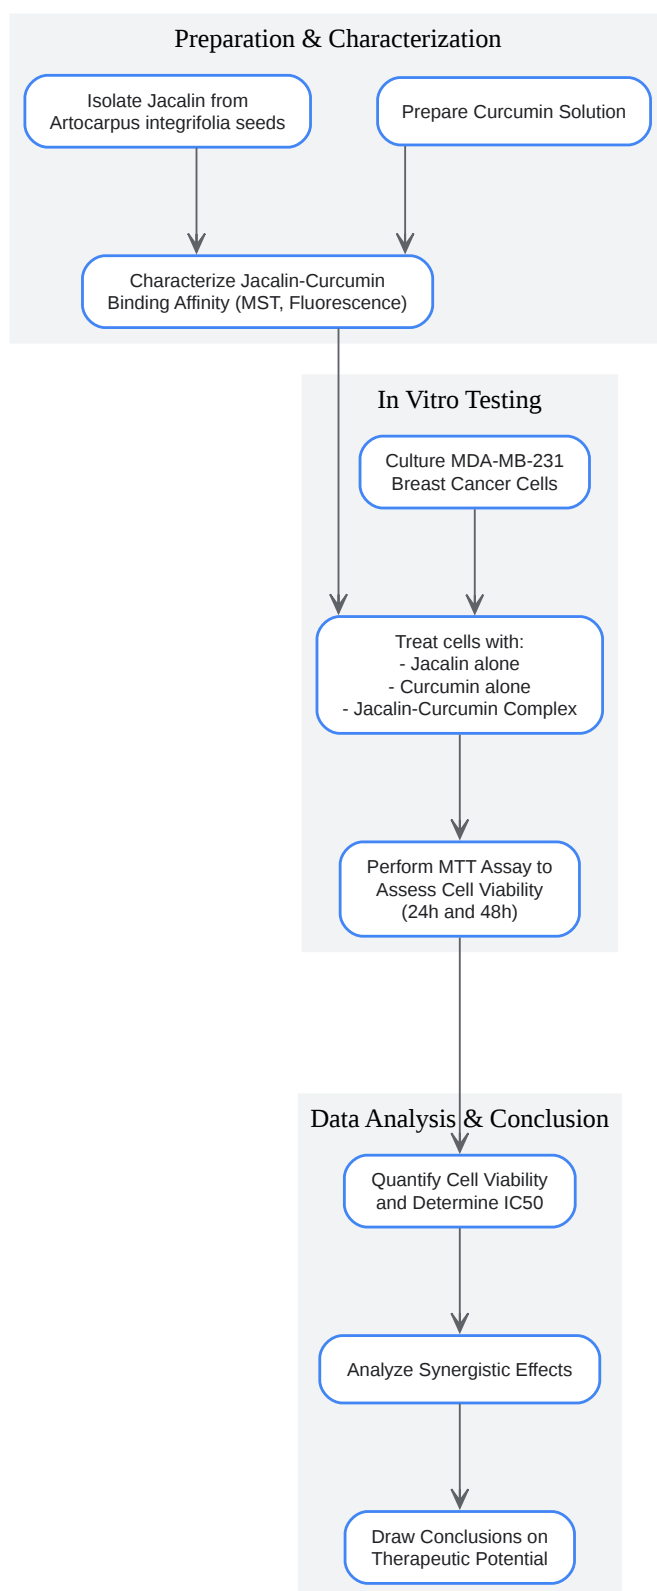 Preparation & Characterization
Isolate Jacalin from
Artocarpus integrifolia seeds
Prepare Curcumin Solution
Characterize Jacalin-Curcumin
Binding Affinity (MST, Fluorescence)
In Vitro Testing
Culture MDA-MB-231
Breast Cancer Cells
Treat cells with:
- Jacalin alone
- Curcumin alone
- Jacalin-Curcumin Complex
Perform MTT Assay to
Assess Cell Viability
(24h and 48h)
Data Analysis & Conclusion
Quantify Cell Viability
and Determine IC50
Analyze Synergistic Effects
Draw Conclusions on
Therapeutic Potential